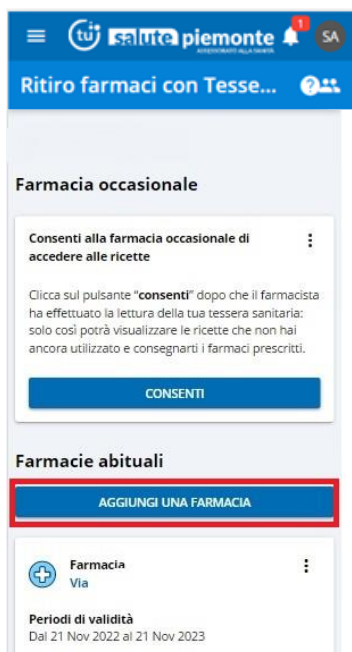 tuj salute piemonte 1 SA
ASSESSORATO ALLA SANITÀ
Ritiro farmaci con Tesse... ?
Farmacia occasionale
Consenti alla farmacia occasionale di
accedere alle ricette
Clicca sul pulsante “consenti” dopo che il farmacista
ha effettuato la lettura della tua tessera sanitaria:
solo così potrà visualizzare le ricette che non hai
ancora utilizzato e consegnarti i farmaci prescritti.
CONSENTI
Farmacie abituali
AGGIUNGI UNA FARMACIA
Farmacia
Via
Periodi di validità
Dal 21 Nov 2022 al 21 Nov 2023